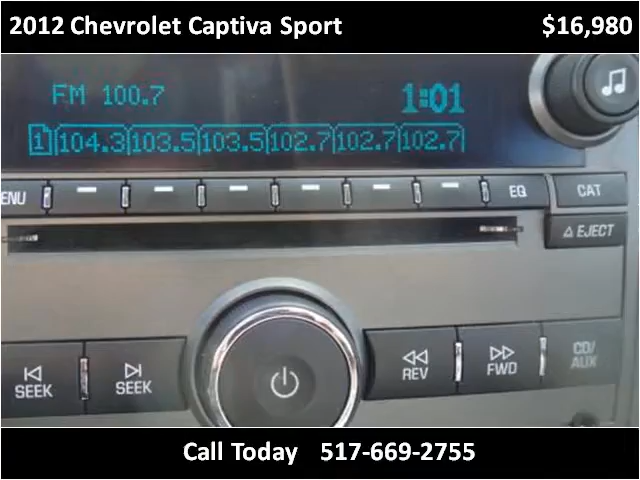 2012 Chevrolet Captiva Sport $16,980
FM 100.7 1:01
1 104.3 103.5 103.5 102.7 102.7 102.7
ENU EQ CAT
EJECT
SEEK SEEK REV FWD CD/
AUX
Call Today 517-669-2755